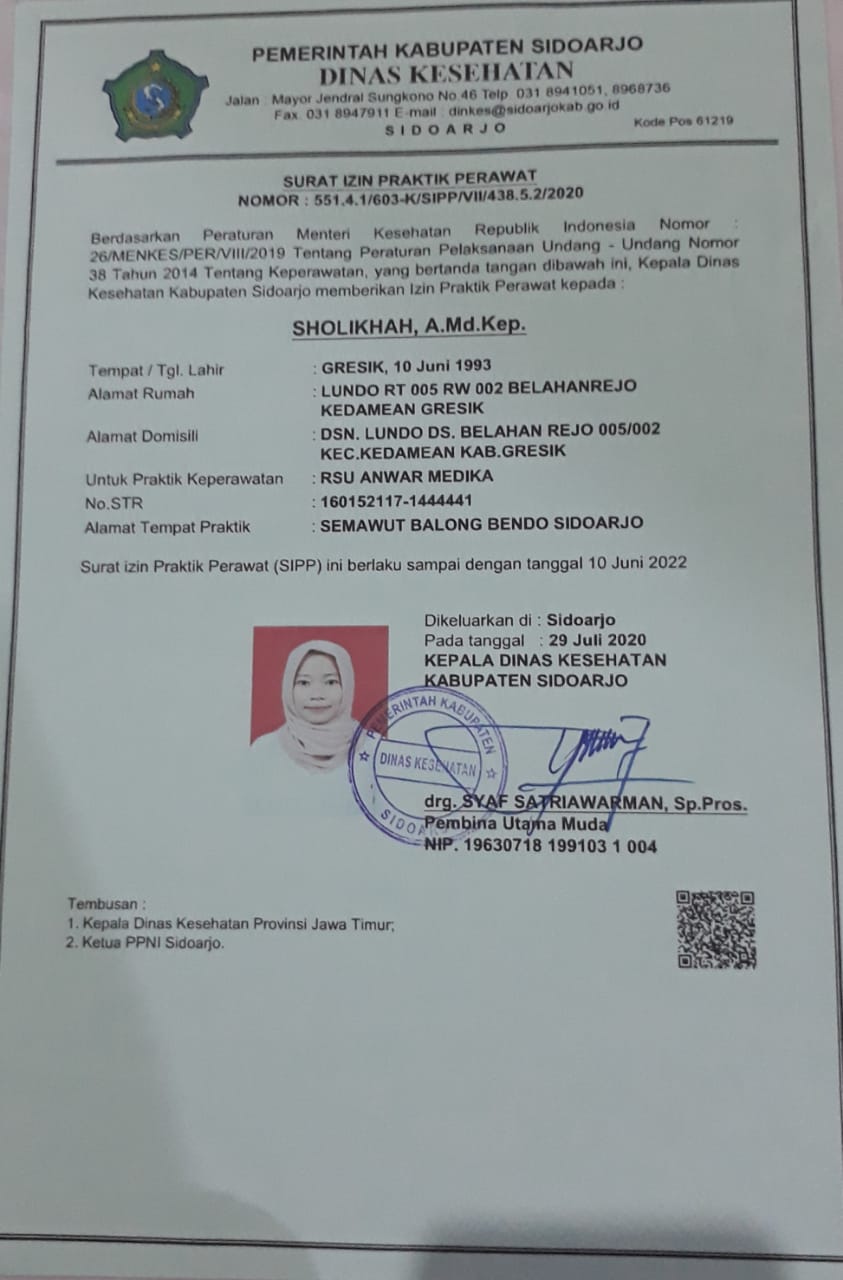 PEMERINTAH KABUPATEN SIDOARJO
DINAS KESEHATAN
Jalan : Mayor Jendral Sungkono No.46 Telp. 031 8941051, 8968736
Fax. 031 8947911 E-mail : dinkes@sidoarjokab.go.id
SIDOARJO
Kode Pos 61219
SURAT IZIN PRAKTIK PERAWAT
NOMOR : 551.4.1/603-K/SIPP/VII/438.5.2/2020
Berdasarkan Peraturan Menteri Kesehatan Republik Indonesia Nomor :
26/MENKES/PER/VIII/2019 Tentang Peraturan Pelaksanaan Undang - Undang Nomor
38 Tahun 2014 Tentang Keperawatan, yang bertanda tangan dibawah ini, Kepala Dinas
Kesehatan Kabupaten Sidoarjo memberikan Izin Praktik Perawat kepada :
SHOLIKHAH, A.Md.Kep.
Tempat / Tgl. Lahir : GRESIK, 10 Juni 1993
Alamat Rumah : LUNDO RT 005 RW 002 BELAHANREJO
KEDAMEAN GRESIK
Alamat Domisili : DSN. LUNDO DS. BELAHAN REJO 005/002
KEC.KEDAMEAN KAB.GRESIK
Untuk Praktik Keperawatan : RSU ANWAR MEDIKA
No.STR : 160152117-1444441
Alamat Tempat Praktik : SEMAWUT BALONG BENDO SIDOARJO
Surat izin Praktik Perawat (SIPP) ini berlaku sampai dengan tanggal 10 Juni 2022
Dikeluarkan di : Sidoarjo
Pada tanggal : 29 Juli 2020
KEPALA DINAS KESEHATAN
KABUPATEN SIDOARJO
PEMERINTAH KABUPATEN
DINAS KESEHATAN
SIDOARJO
drg. SYAF SATRIAWARMAN, Sp.Pros.
Pembina Utama Muda
NIP. 19630718 199103 1 004
Tembusan :
1. Kepala Dinas Kesehatan Provinsi Jawa Timur;
2. Ketua PPNI Sidoarjo.